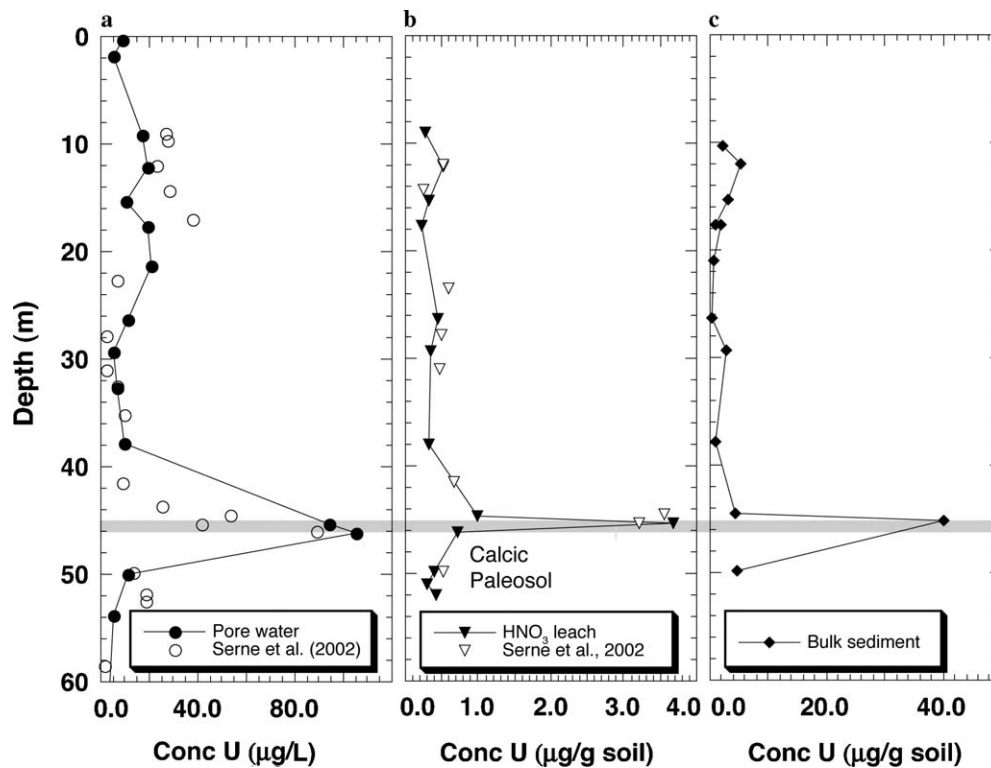 a b c
0
10
20
30
40
50
60
Depth (m)
Calcic
Paleosol
Pore water
Serne et al. (2002)
HNO₃ leach
Serne et al., 2002
Bulk sediment
0.0 40.0 80.0
0.0 1.0 2.0 3.0 4.0
0.0 20.0 40.0
Conc U (μg/L) Conc U (μg/g soil) Conc U (μg/g soil)